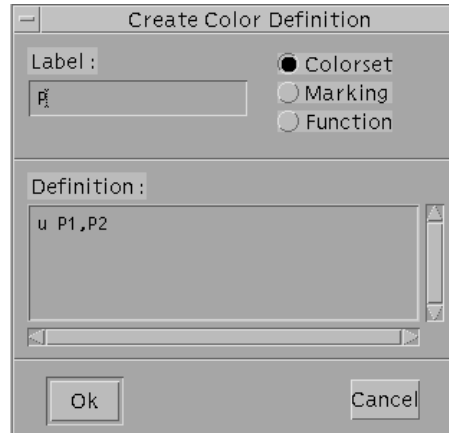 Create Color Definition
Label :
Colorset
P
Marking
Function
Definition :
u P1,P2
Ok
Cancel